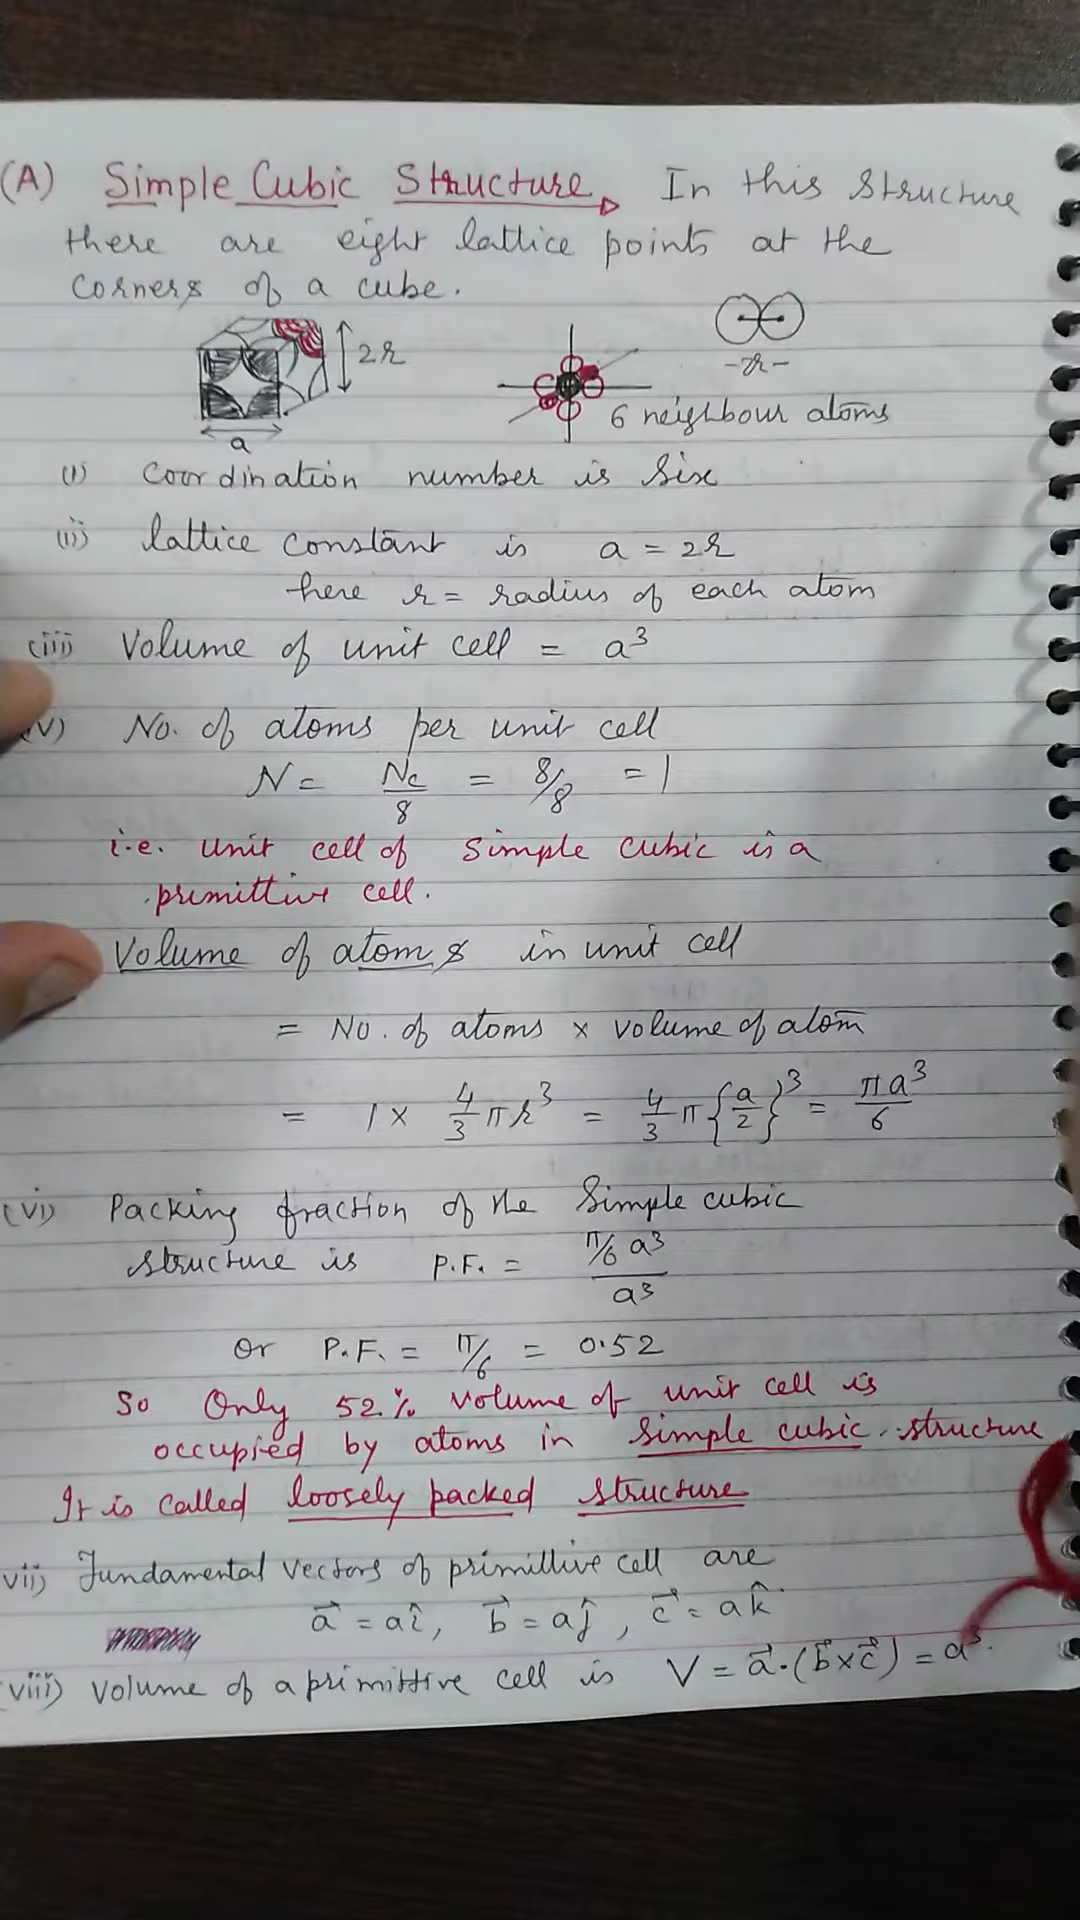 (A) Simple Cubic Structure In this structure
there are eight lattice points at the
corners of a cube.
2r
a
6 neighbour atoms
(i) Coordination number is six
(ii) lattice constant is a = 2r
here r = radius of each atom
(iii) Volume of unit cell = a³
V) No. of atoms per unit cell
N = Nc/8 = 8/8 = 1
i.e. unit cell of simple cubic is a
primittive cell.
Volume of atoms in unit cell
= No. of atoms × volume of atom
= 1 × 4/3 π r³ = 4/3 π {a/2}³ = πa³/6
(vi) Packing fraction of the simple cubic
structure is P.F. = π/6 a³ / a³
or P.F. = π/6 = 0.52
So Only 52% volume of unit cell is
occupied by atoms in simple cubic structure
It is called loosely packed structure
vii) Fundamental vectors of primittive cell are
a⃗ = aî, b⃗ = aĵ, c⃗ = ak̂.
(viii) volume of a primittive cell is V = a⃗·(b⃗×c⃗) = a³.